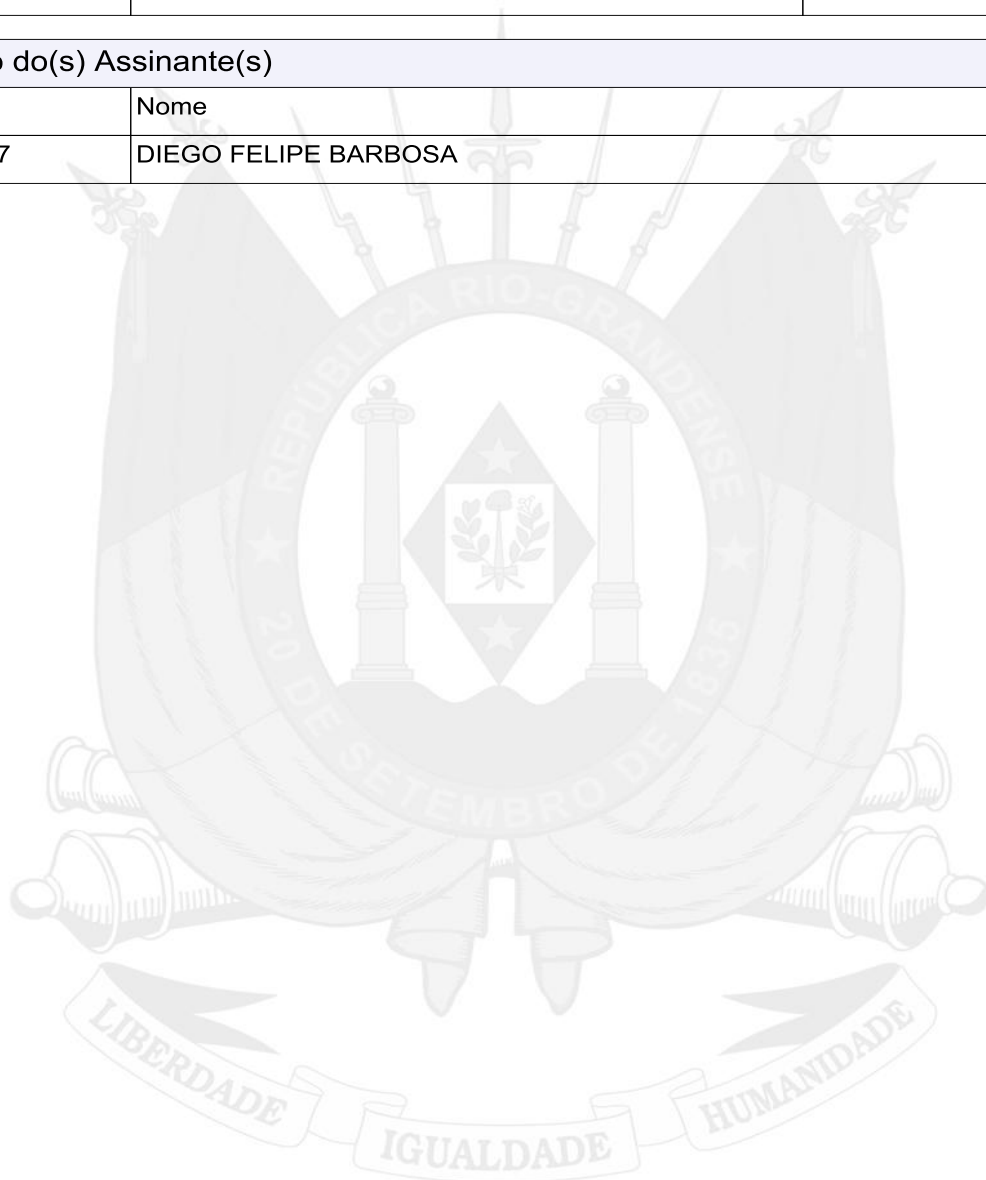 o do(s) Assinante(s)
Nome
7 DIEGO FELIPE BARBOSA
REPÚBLICA RIO-GRANDENSE
20 DE SETEMBRO DE 1835
LIBERDADE IGUALDADE HUMANIDADE